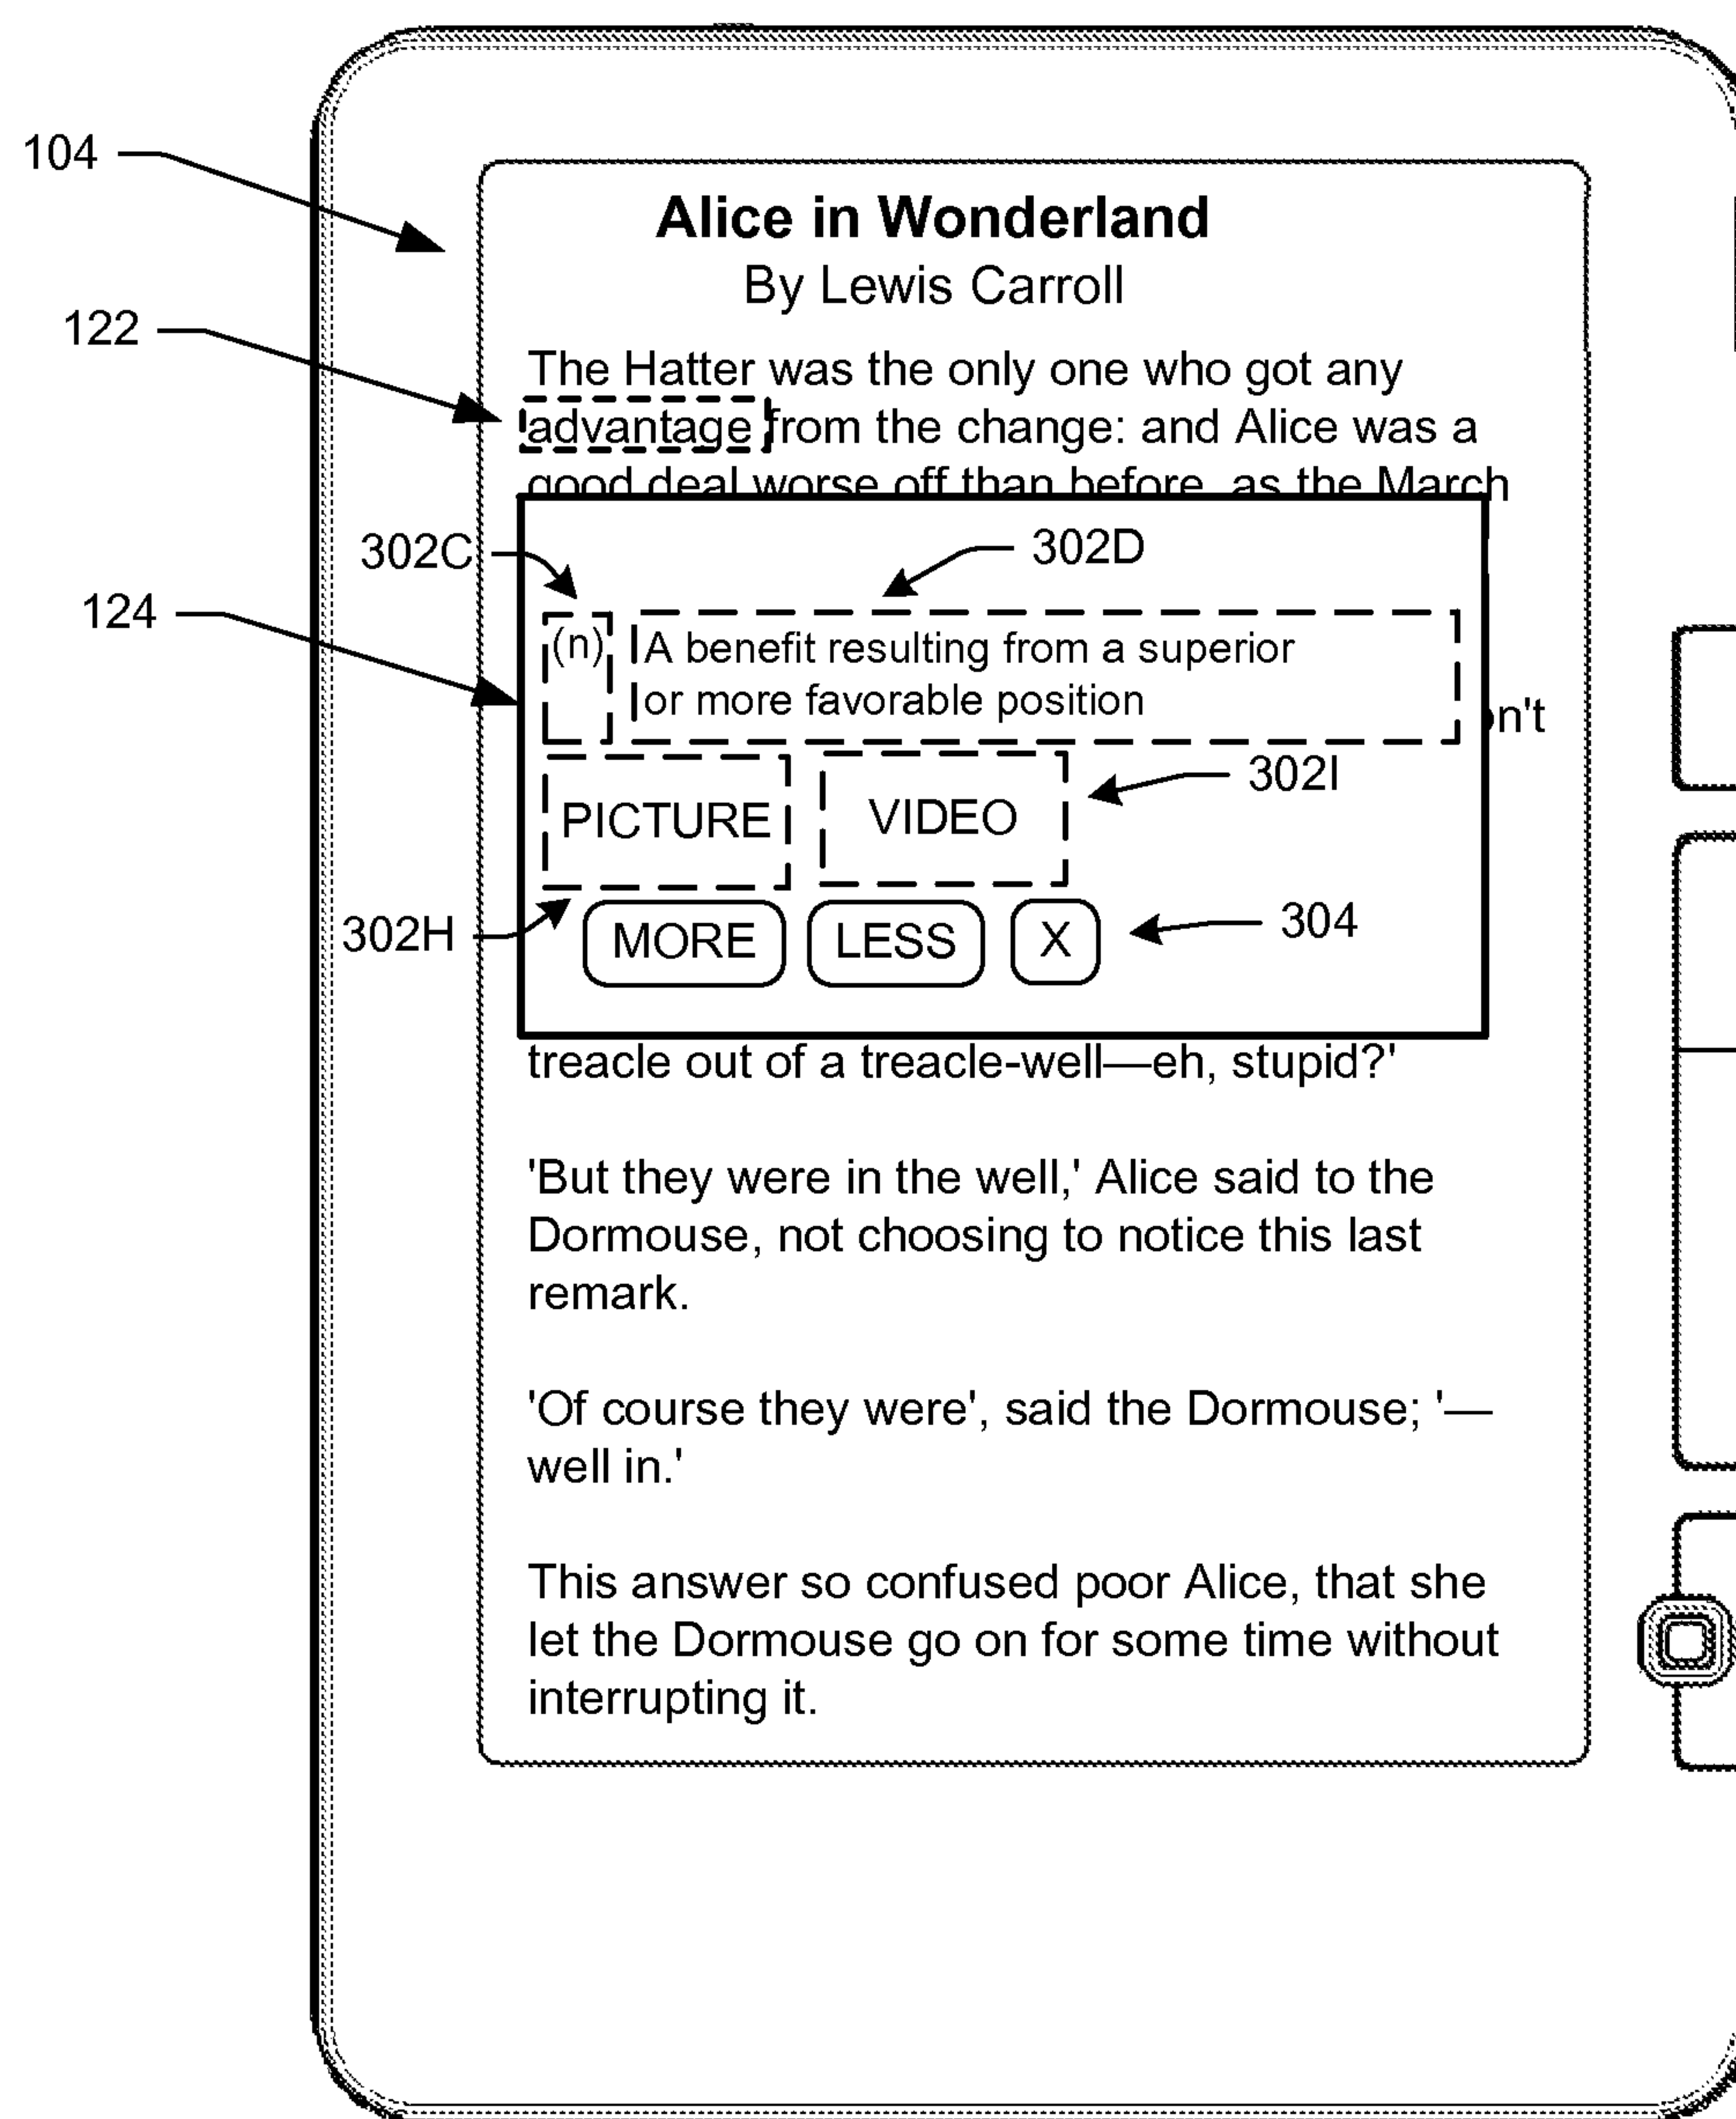 104
Alice in Wonderland
By Lewis Carroll
122
The Hatter was the only one who got any
advantage from the change: and Alice was a
good deal worse off than before, as the March
302C
302D
124
(n)
A benefit resulting from a superior
or more favorable position
n't
PICTURE
VIDEO
302I
302H
MORE
LESS
X
304
treacle out of a treacle-well—eh, stupid?'
'But they were in the well,' Alice said to the
Dormouse, not choosing to notice this last
remark.
'Of course they were', said the Dormouse; '—
well in.'
This answer so confused poor Alice, that she
let the Dormouse go on for some time without
interrupting it.